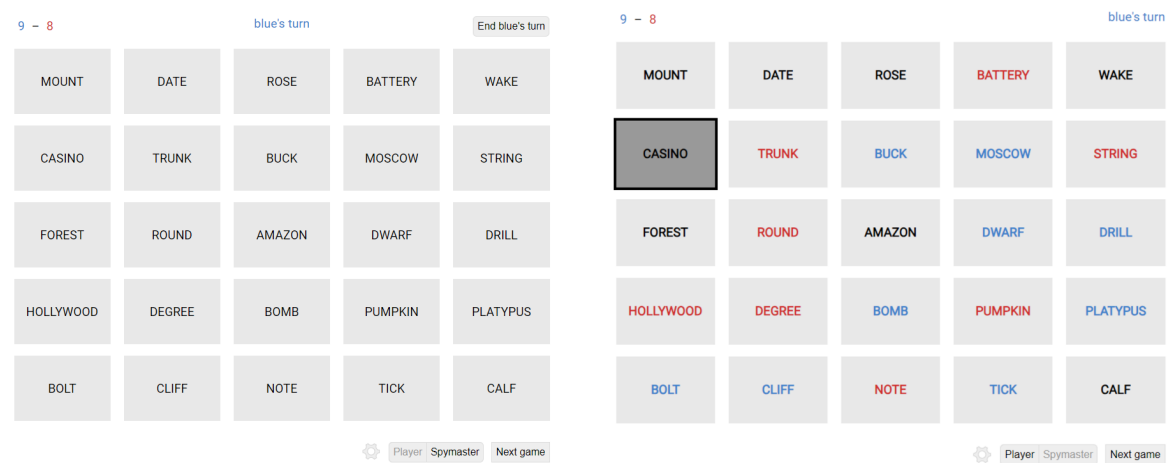 9 – 8 blue's turn End blue's turn
MOUNT DATE ROSE BATTERY WAKE
CASINO TRUNK BUCK MOSCOW STRING
FOREST ROUND AMAZON DWARF DRILL
HOLLYWOOD DEGREE BOMB PUMPKIN PLATYPUS
BOLT CLIFF NOTE TICK CALF
Player Spymaster Next game
9 – 8 blue's turn
MOUNT DATE ROSE BATTERY WAKE
CASINO TRUNK BUCK MOSCOW STRING
FOREST ROUND AMAZON DWARF DRILL
HOLLYWOOD DEGREE BOMB PUMPKIN PLATYPUS
BOLT CLIFF NOTE TICK CALF
Player Spymaster Next game